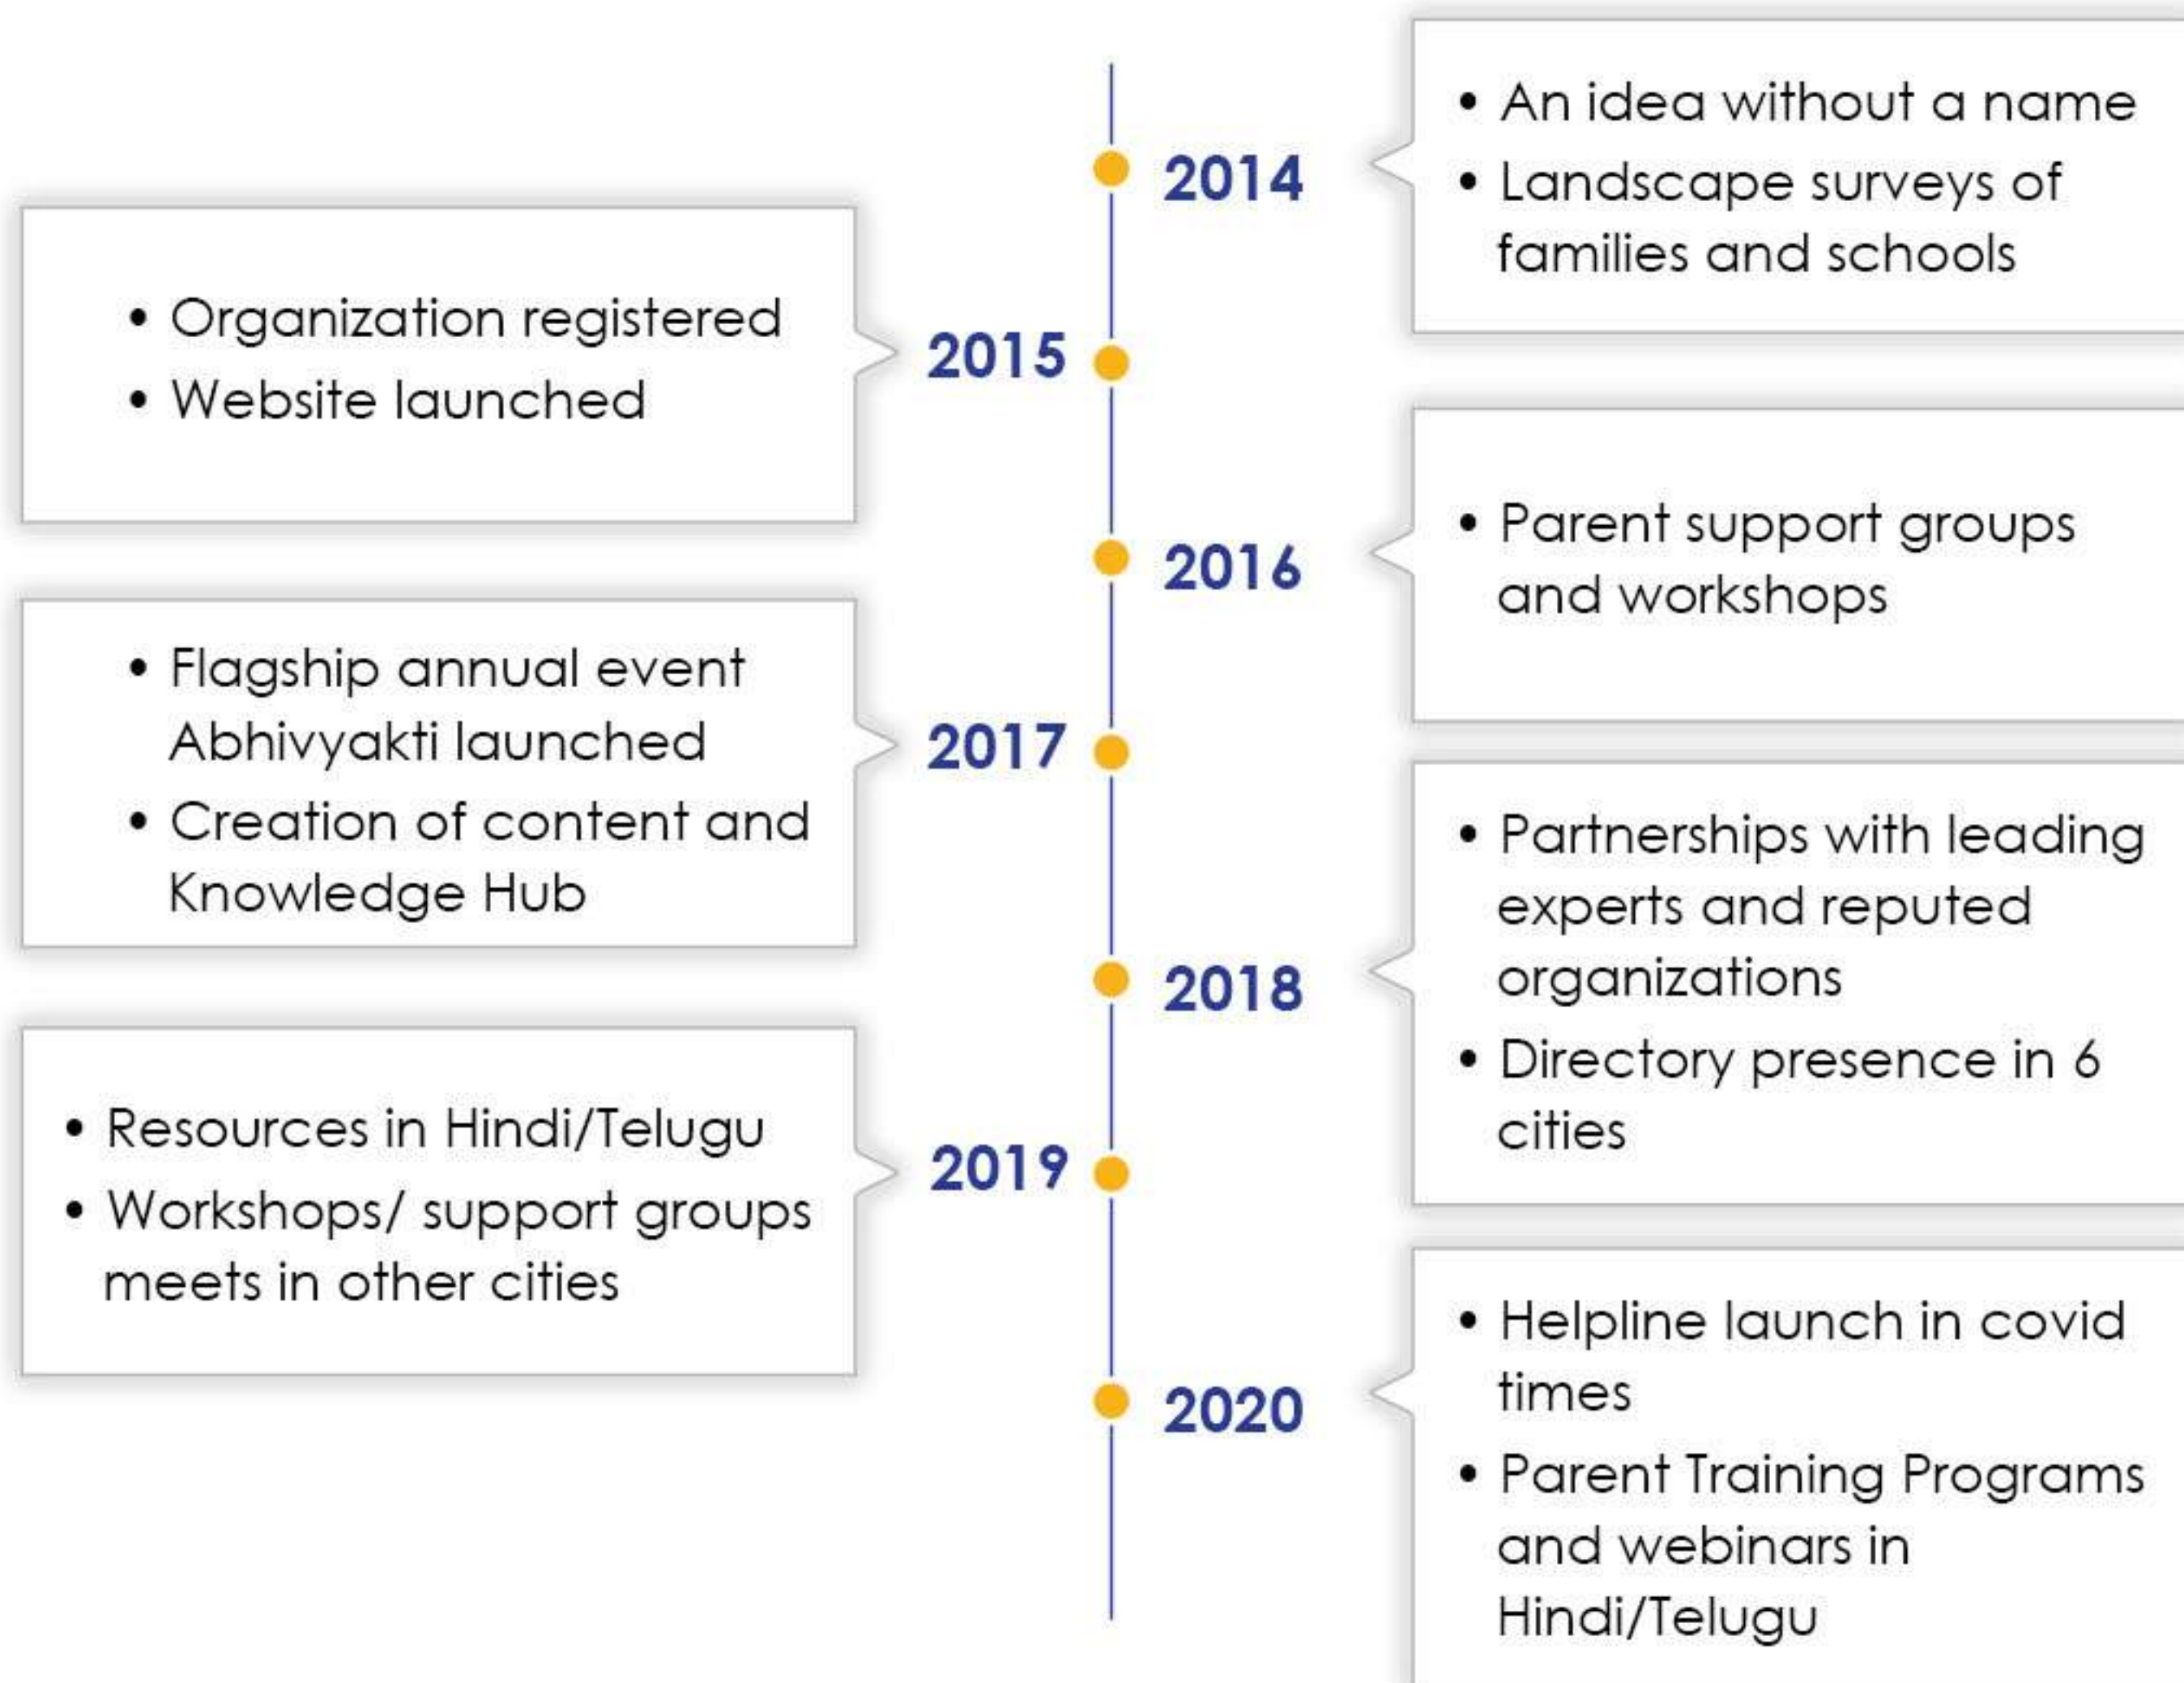 2014
• An idea without a name
• Landscape surveys of
families and schools
2015
• Organization registered
• Website launched
2016
• Parent support groups
and workshops
2017
• Flagship annual event
Abhivyakti launched
• Creation of content and
Knowledge Hub
2018
• Partnerships with leading
experts and reputed
organizations
• Directory presence in 6
cities
2019
• Resources in Hindi/Telugu
• Workshops/ support groups
meets in other cities
2020
• Helpline launch in covid
times
• Parent Training Programs
and webinars in
Hindi/Telugu